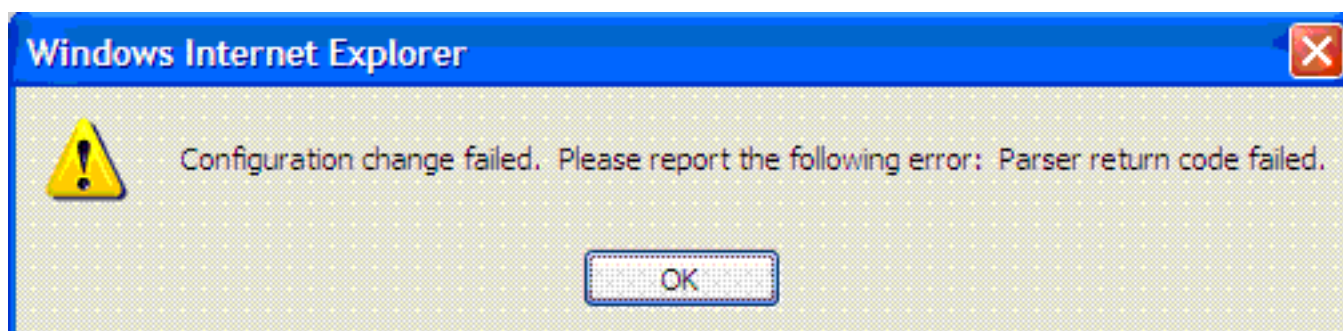 Windows Internet Explorer
Configuration change failed.  Please report the following error:  Parser return code failed.
OK